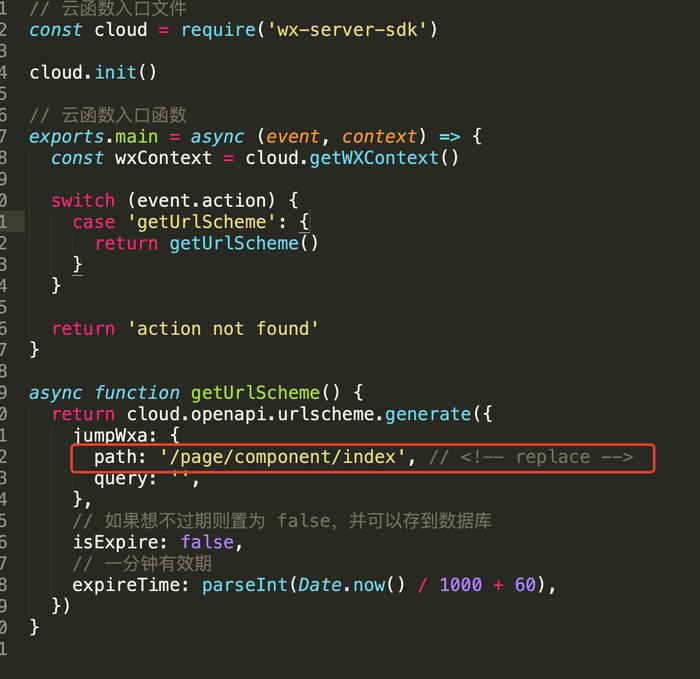 1 // 云函数入口文件
2 const cloud = require('wx-server-sdk')
3
4 cloud.init()
5
6 // 云函数入口函数
7 exports.main = async (event, context) => {
8   const wxContext = cloud.getWXContext()
9
0   switch (event.action) {
1     case 'getUrlScheme': {
2       return getUrlScheme()
3     }
4   }
5
6   return 'action not found'
7 }
8
9 async function getUrlScheme() {
0   return cloud.openapi.urlscheme.generate({
1     jumpWxa: {
2       path: '/page/component/index', // <!-- replace -->
3       query: '',
4     },
5     // 如果想不过期则置为 false，并可以存到数据库
6     isExpire: false,
7     // 一分钟有效期
8     expireTime: parseInt(Date.now() / 1000 + 60),
9   })
0 }
1